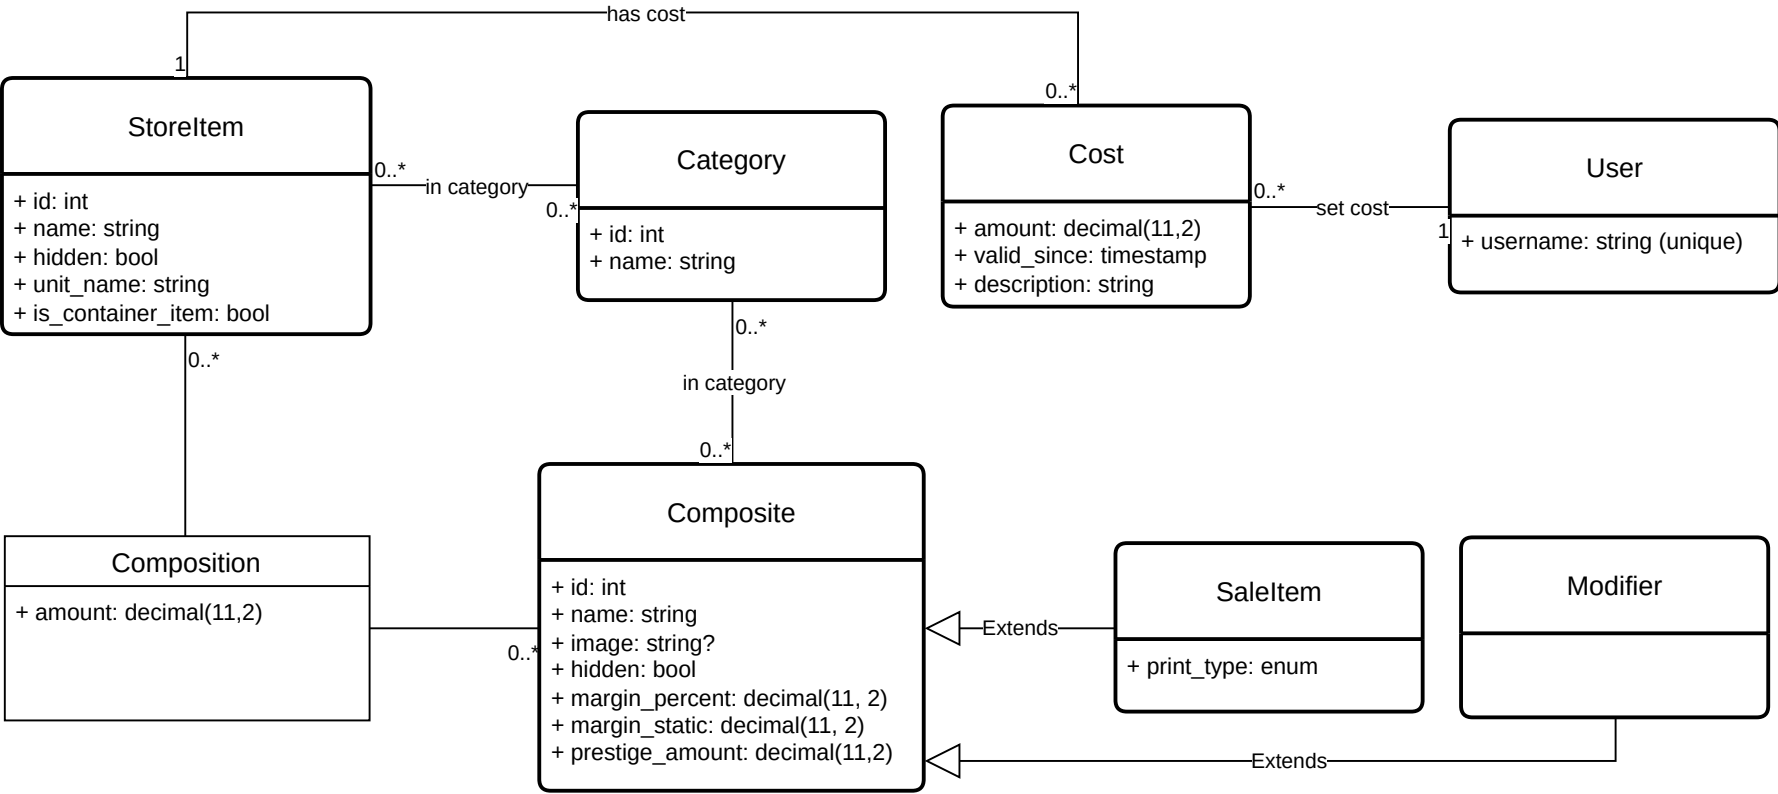 has cost
1
0..*
StoreItem
+ id: int
+ name: string
+ hidden: bool
+ unit_name: string
+ is_container_item: bool
0..*
in category
0..*
Category
+ id: int
+ name: string
Cost
+ amount: decimal(11,2)
+ valid_since: timestamp
+ description: string
0..*
set cost
1
User
+ username: string (unique)
0..*
0..*
in category
0..*
Composition
+ amount: decimal(11,2)
0..*
Composite
+ id: int
+ name: string
+ image: string?
+ hidden: bool
+ margin_percent: decimal(11, 2)
+ margin_static: decimal(11, 2)
+ prestige_amount: decimal(11,2)
Extends
SaleItem
+ print_type: enum
Modifier
Extends